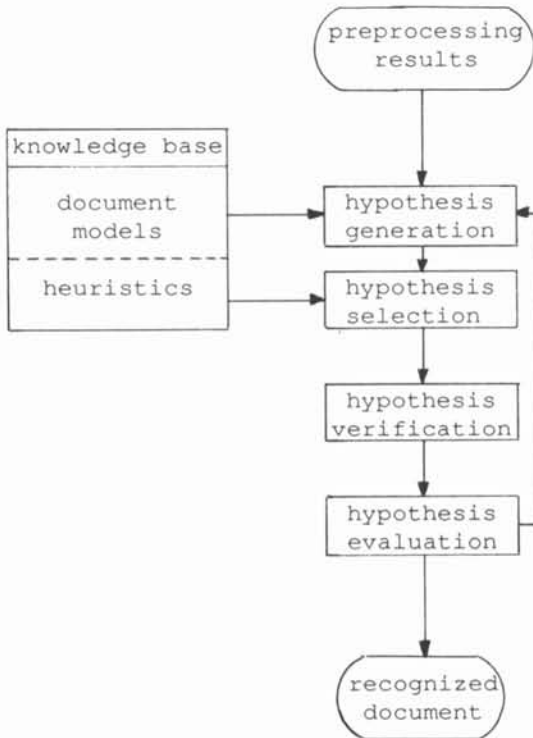 preprocessing
results
knowledge base
document
models
heuristics
hypothesis
generation
hypothesis
selection
hypothesis
verification
hypothesis
evaluation
recognized
document